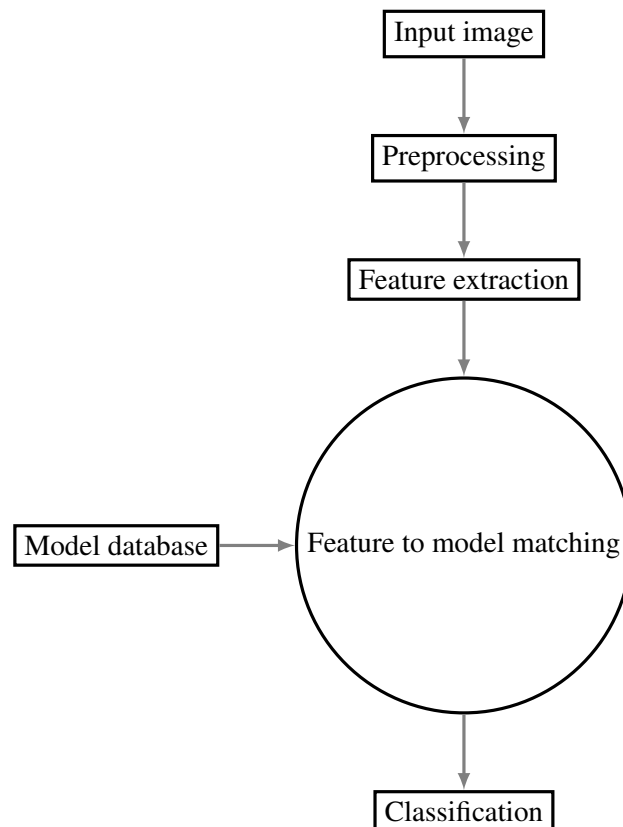 Input image
Preprocessing
Feature extraction
Model database
Feature to model matching
Classification